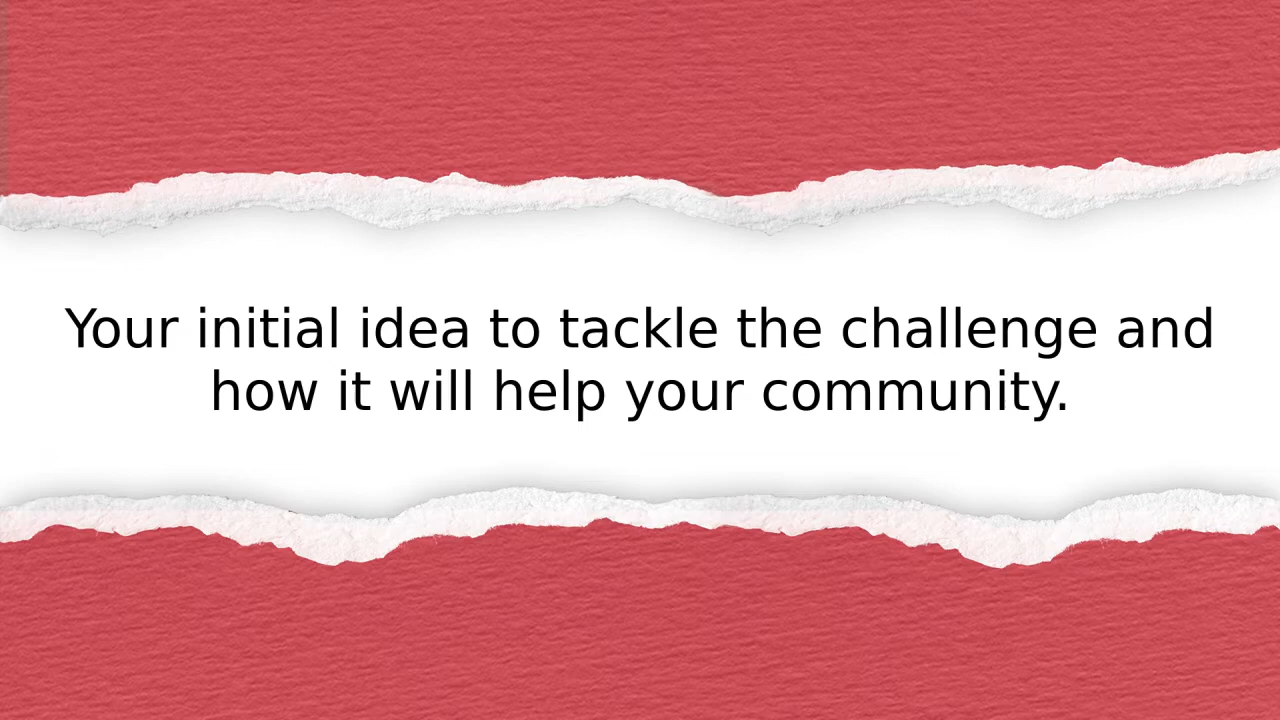 Your initial idea to tackle the challenge and
how it will help your community.